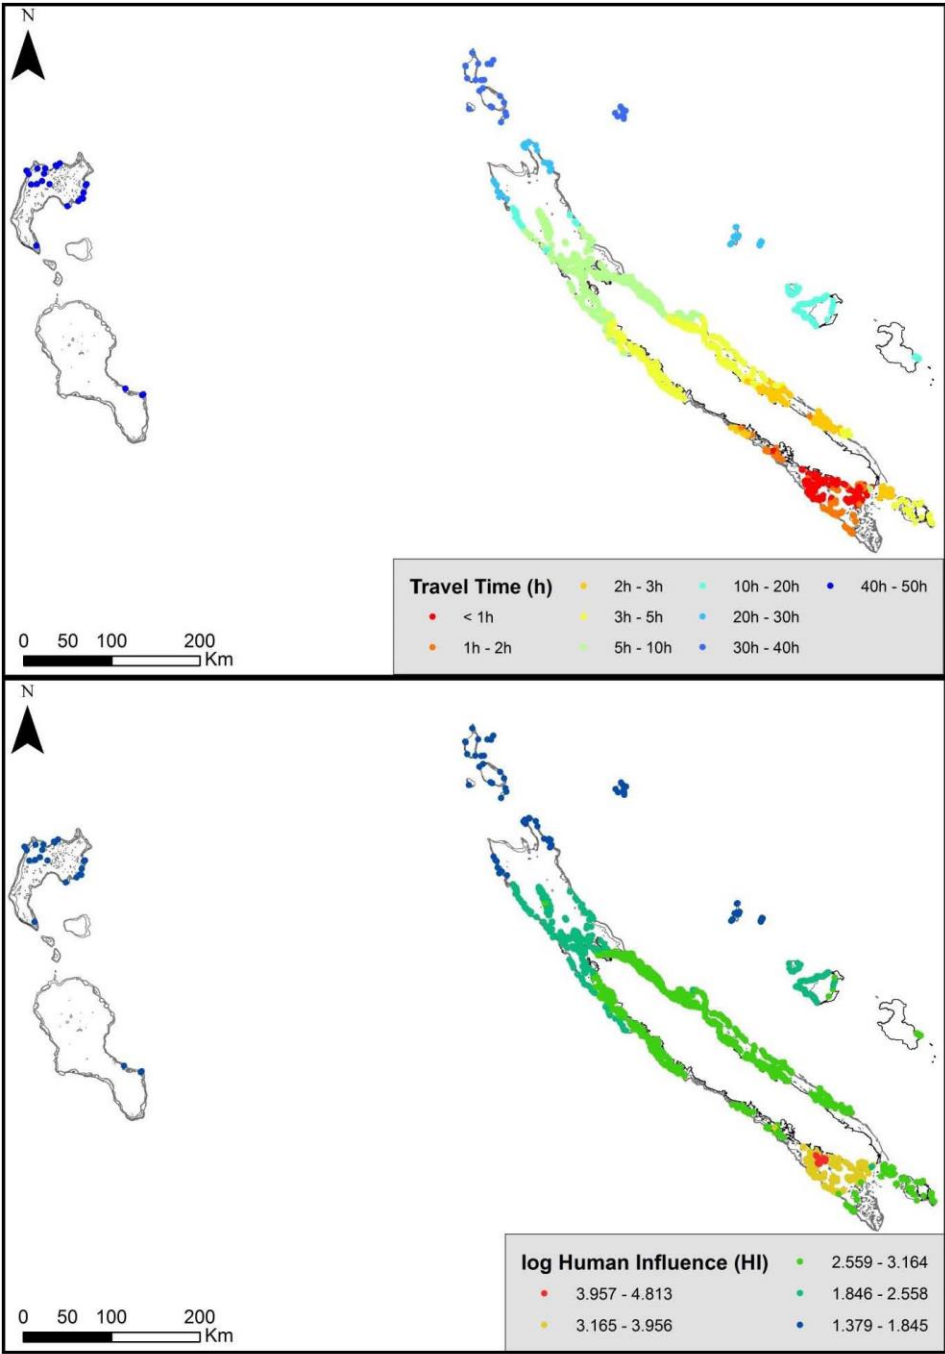 N
Travel Time (h)
2h - 3h
10h - 20h
40h - 50h
< 1h
3h - 5h
20h - 30h
1h - 2h
5h - 10h
30h - 40h
0 50 100 200
Km
N
log Human Influence (HI)
2.559 - 3.164
3.957 - 4.813
1.846 - 2.558
3.165 - 3.956
1.379 - 1.845
0 50 100 200
Km